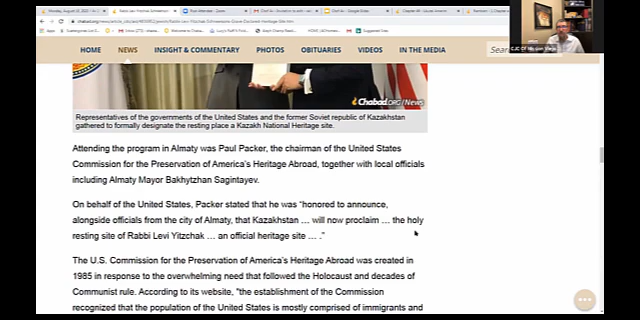 chabad.org/news
HOME NEWS INSIGHT & COMMENTARY PHOTOS OBITUARIES VIDEOS IN THE MEDIA
Chabad.ORG/News
Representatives of the governments of the United States and the former Soviet republic of Kazakhstan
gathered to formally designate the resting place a Kazakh National Heritage site.
Attending the program in Almaty was Paul Packer, the chairman of the United States
Commission for the Preservation of America's Heritage Abroad, together with local officials
including Almaty Mayor Bakhytzhan Sagintayev.
On behalf of the United States, Packer stated that he was "honored to announce,
alongside officials from the city of Almaty, that Kazakhstan … will now proclaim … the holy
resting site of Rabbi Levi Yitzchak … an official heritage site … ."
The U.S. Commission for the Preservation of America's Heritage Abroad was created in
1985 in response to the overwhelming need that followed the Holocaust and decades of
Communist rule. According to its website, "the establishment of the Commission
recognized that the population of the United States is mostly comprised of immigrants and